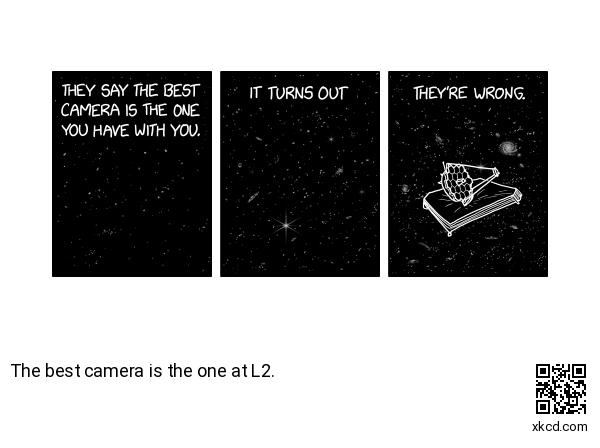 THEY SAY THE BEST
CAMERA IS THE ONE
YOU HAVE WITH YOU.
IT TURNS OUT
THEY'RE WRONG.
The best camera is the one at L2.
xkcd.com